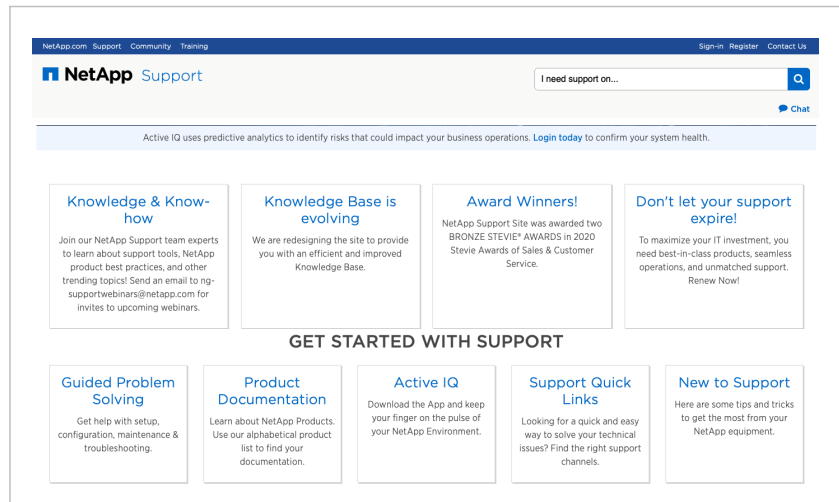 NetApp.com Support Community Training
Sign-in Register Contact Us
NetApp Support
I need support on...
Chat
Active IQ uses predictive analytics to identify risks that could impact your business operations. Login today to confirm your system health.
Knowledge & Know-
how
Join our NetApp Support team experts
to learn about support tools, NetApp
product best practices, and other
trending topics! Send an email to ng-
supportwebinars@netapp.com for
invites to upcoming webinars.
Knowledge Base is
evolving
We are redesigning the site to provide
you with an efficient and improved
Knowledge Base.
Award Winners!
NetApp Support Site was awarded two
BRONZE STEVIE® AWARDS in 2020
Stevie Awards of Sales & Customer
Service.
Don't let your support
expire!
To maximize your IT investment, you
need best-in-class products, seamless
operations, and unmatched support.
Renew Now!
GET STARTED WITH SUPPORT
Guided Problem
Solving
Get help with setup,
configuration, maintenance &
troubleshooting.
Product
Documentation
Learn about NetApp Products.
Use our alphabetical product
list to find your
documentation.
Active IQ
Download the App and keep
your finger on the pulse of
your NetApp Environment.
Support Quick
Links
Looking for a quick and easy
way to solve your technical
issues? Find the right support
channels.
New to Support
Here are some tips and tricks
to get the most from your
NetApp equipment.